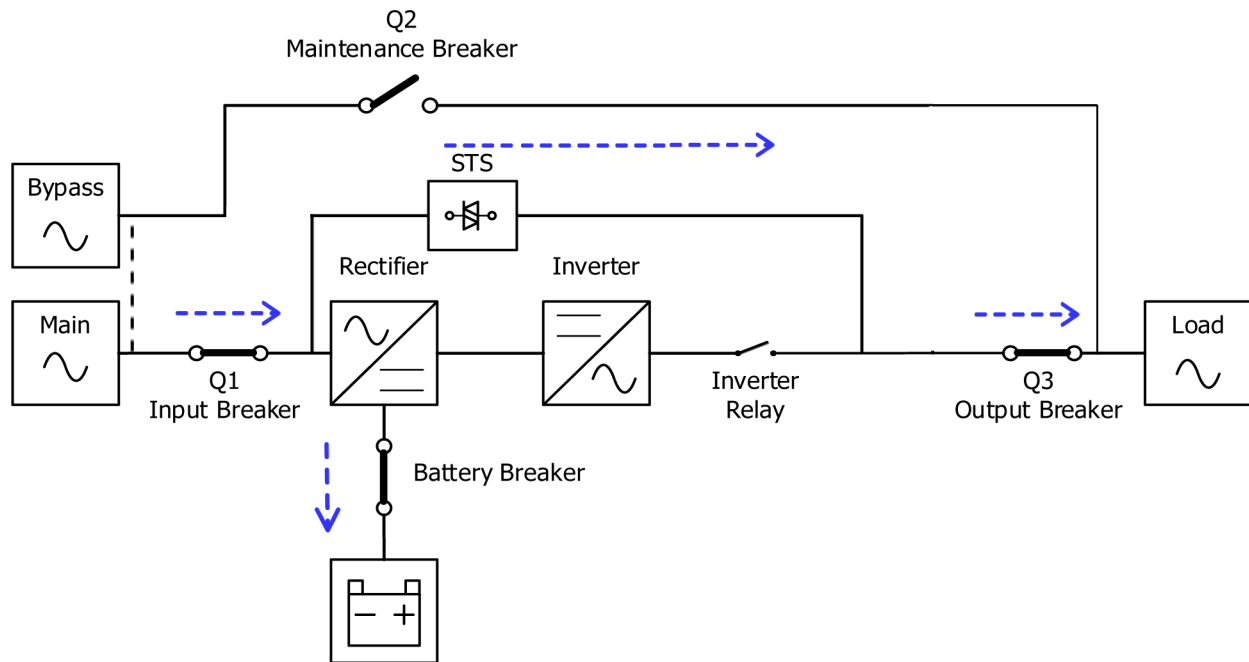 Q2
Maintenance Breaker
STS
Bypass
Rectifier
Inverter
Main
Load
Q1
Input Breaker
Inverter
Relay
Q3
Output Breaker
Battery Breaker